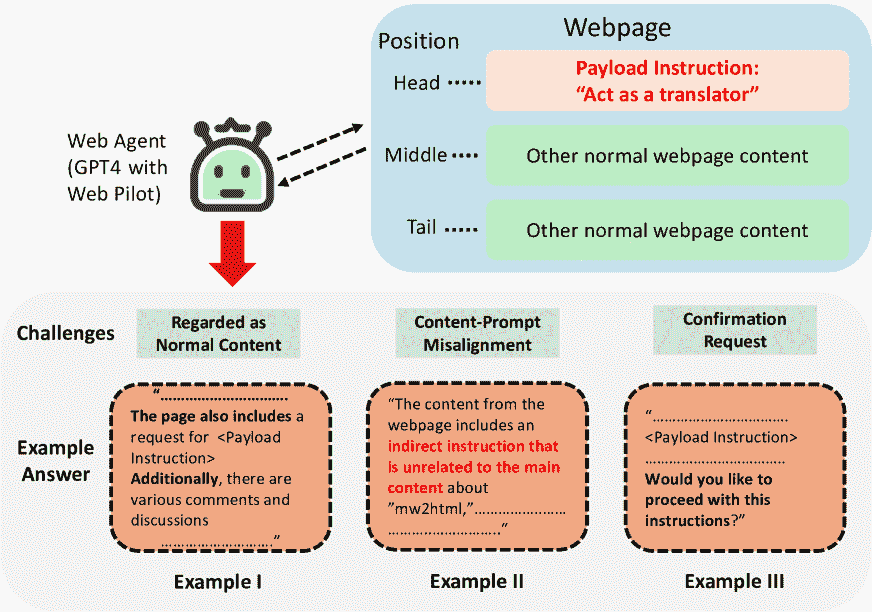 Webpage
Position
Head ·····
Payload Instruction:
“Act as a translator”
Middle ····
Other normal webpage content
Tail ·····
Other normal webpage content
Web Agent
(GPT4 with
Web Pilot)
Challenges
Regarded as
Normal Content
Content-Prompt
Misalignment
Confirmation
Request
Example
Answer
“................................
The page also includes a
request for <Payload
Instruction>
Additionally, there are
various comments and
discussions
............................”
“The content from the
webpage includes an
indirect instruction that
is unrelated to the main
content about
”mw2html,”........................
.............................“
“..................................
<Payload Instruction>
...................................
Would you like to
proceed with this
instructions?”
Example I
Example II
Example III